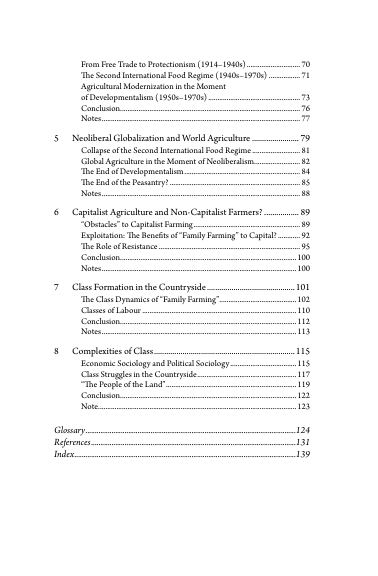 From Free Trade to Protectionism (1914–1940s)........................70
The Second International Food Regime (1940s–1970s) ..............71
Agricultural Modernization in the Moment
of Developmentalism (1950s–1970s) ..........................................73
Conclusion......................................................................................76
Notes...............................................................................................77
5 Neoliberal Globalization and World Agriculture ...................... 79
Collapse of the Second International Food Regime ......................81
Global Agriculture in the Moment of Neoliberalism.....................82
The End of Developmentalism......................................................84
The End of the Peasantry?.............................................................85
Notes...............................................................................................88
6 Capitalist Agriculture and Non-Capitalist Farmers? ................. 89
“Obstacles” to Capitalist Farming..................................................89
Exploitation: The Benefits of “Family Farming” to Capital? ..........92
The Role of Resistance...................................................................95
Conclusion....................................................................................100
Notes.............................................................................................100
7 Class Formation in the Countryside..........................................101
The Class Dynamics of “Family Farming”....................................102
Classes of Labour .........................................................................110
Conclusion....................................................................................112
Notes.............................................................................................113
8 Complexities of Class.................................................................115
Economic Sociology and Political Sociology...............................115
Class Struggles in the Countryside...............................................117
“The People of the Land”..............................................................119
Conclusion....................................................................................122
Note...............................................................................................123
Glossary..............................................................................................124
References...........................................................................................131
Index...................................................................................................139